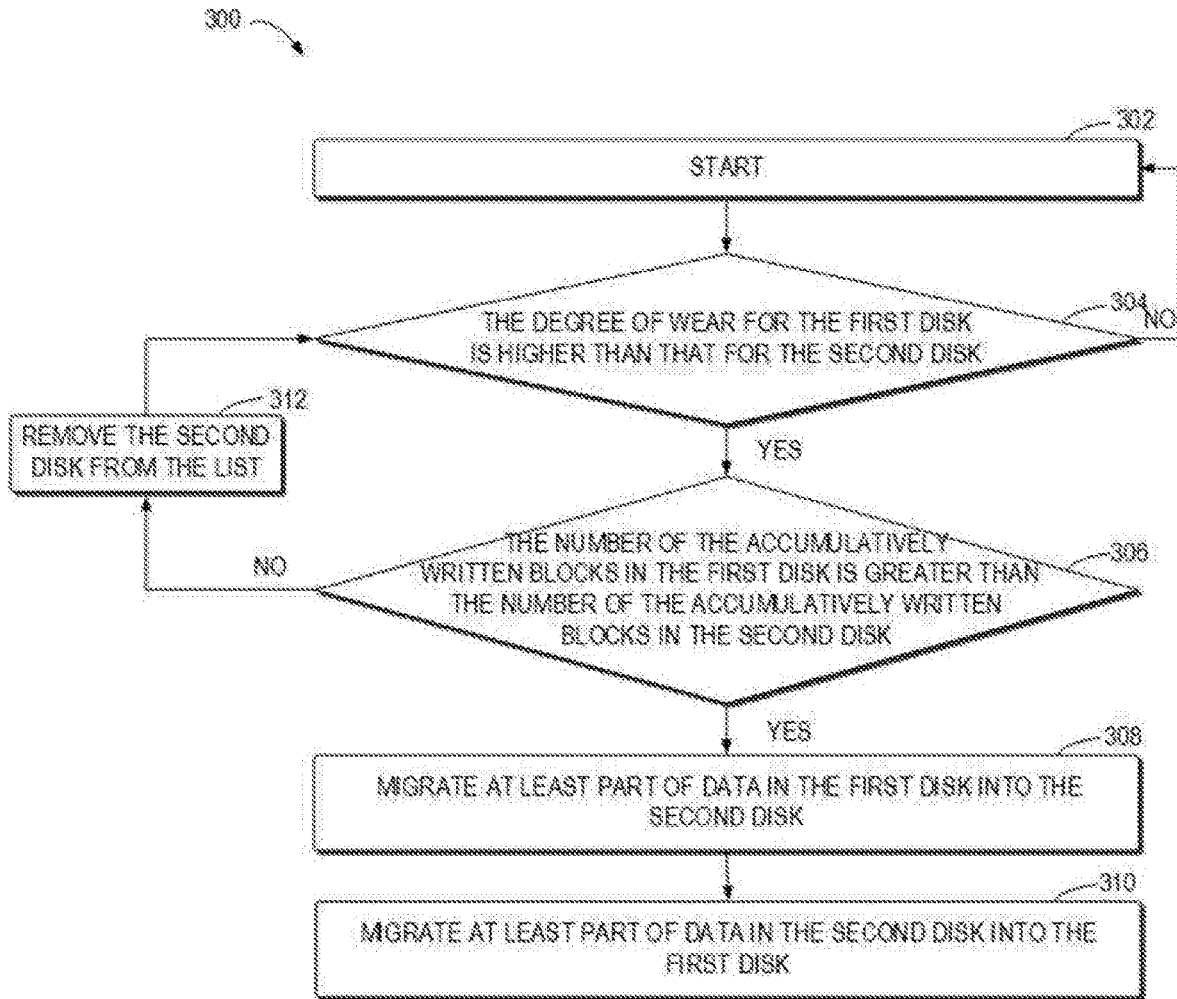 300
302
START
304
THE DEGREE OF WEAR FOR THE FIRST DISK
IS HIGHER THAN THAT FOR THE SECOND DISK
NO
312
REMOVE THE SECOND
DISK FROM THE LIST
YES
306
THE NUMBER OF THE ACCUMULATIVELY
WRITTEN BLOCKS IN THE FIRST DISK IS GREATER THAN
THE NUMBER OF THE ACCUMULATIVELY WRITTEN
BLOCKS IN THE SECOND DISK
NO
YES
308
MIGRATE AT LEAST PART OF DATA IN THE FIRST DISK INTO THE
SECOND DISK
310
MIGRATE AT LEAST PART OF DATA IN THE SECOND DISK INTO THE
FIRST DISK